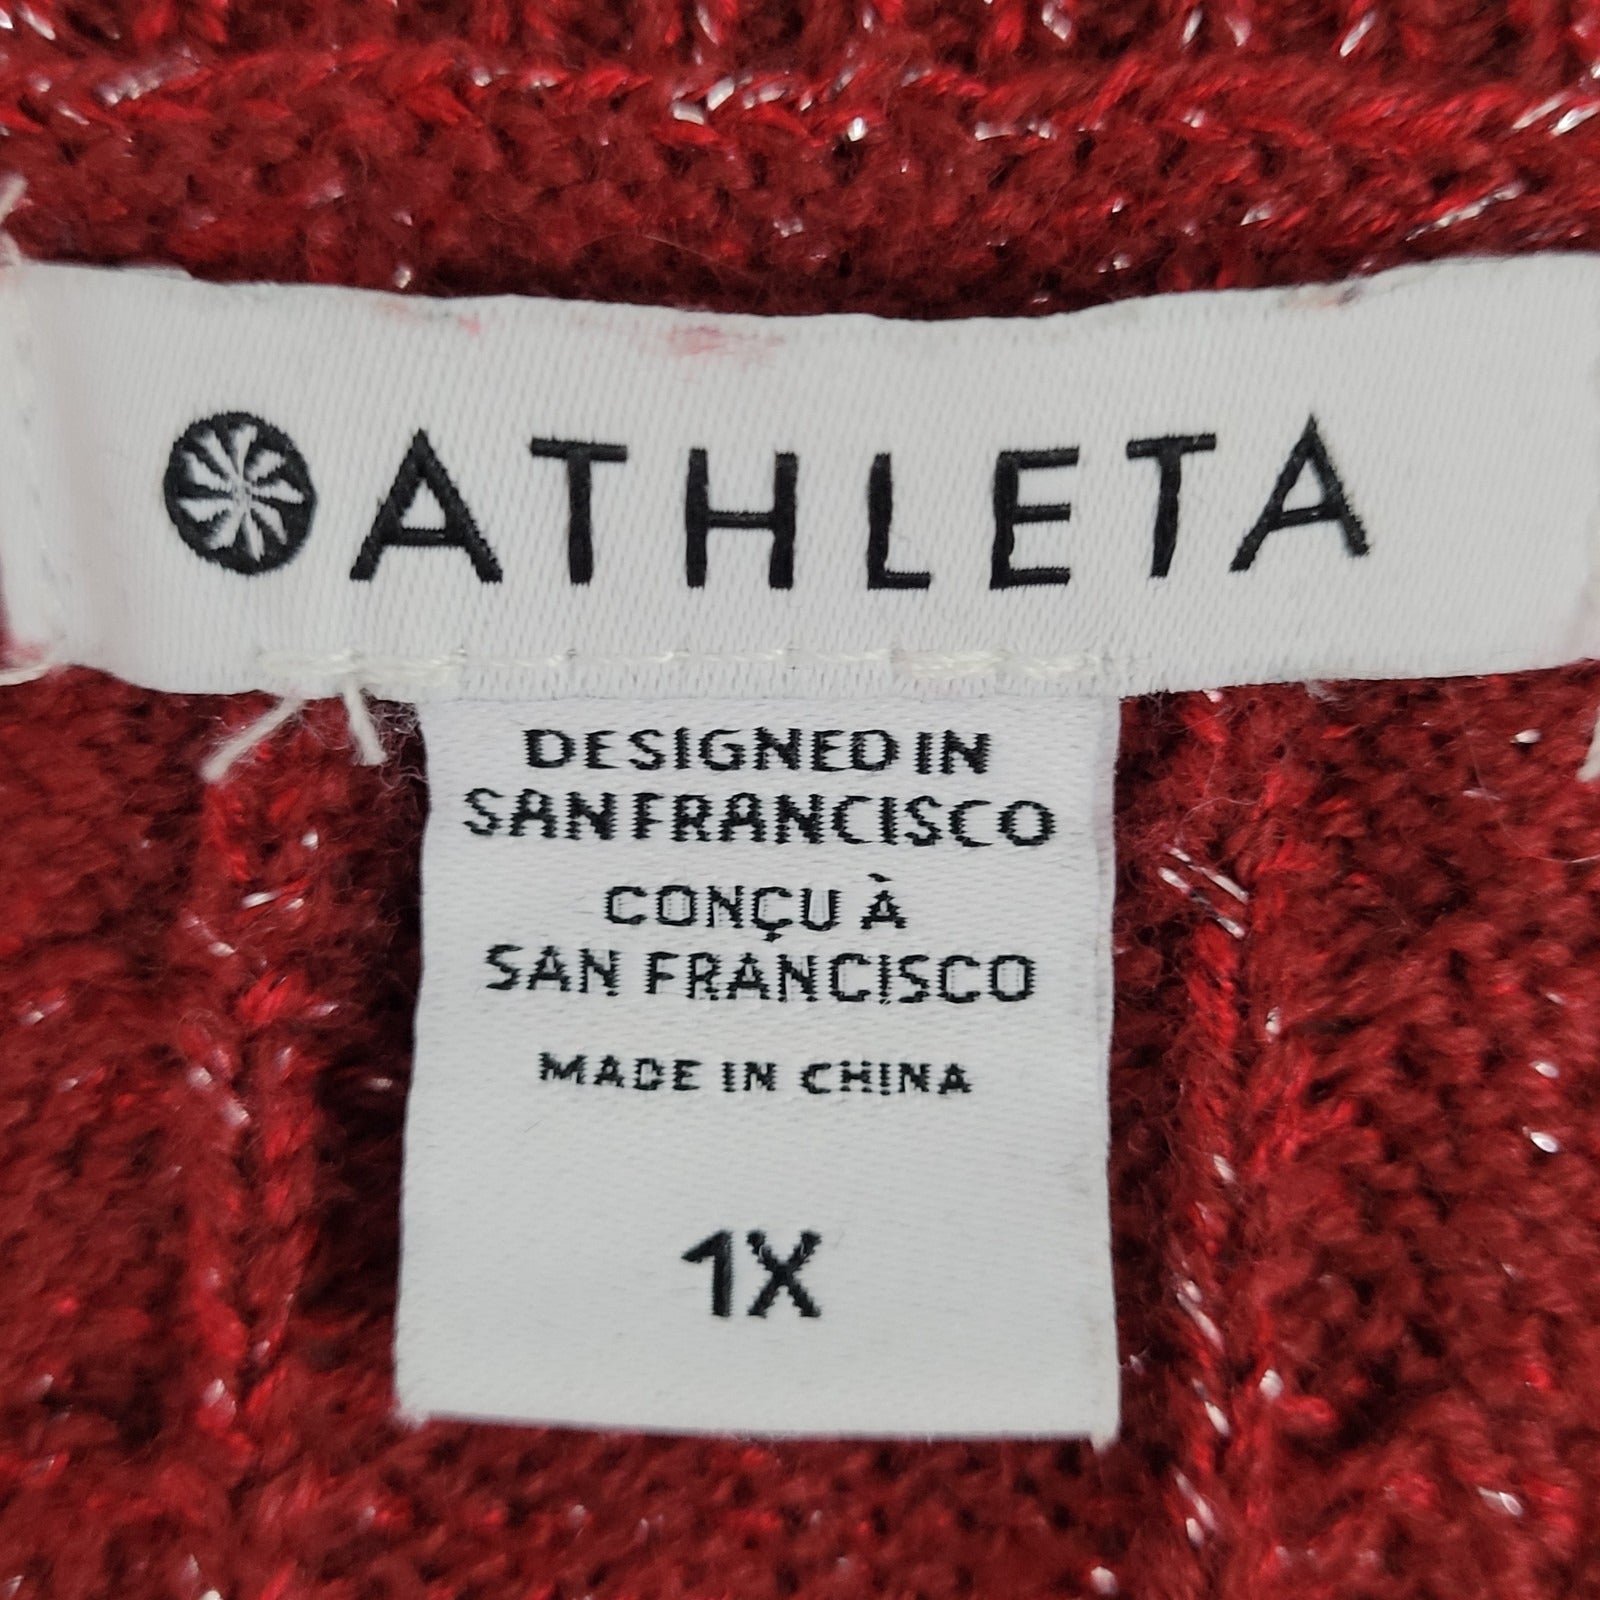 ATHLETA
DESIGNED IN
SAN FRANCISCO
CONÇU À
SAN FRANCISCO
MADE IN CHINA
1X